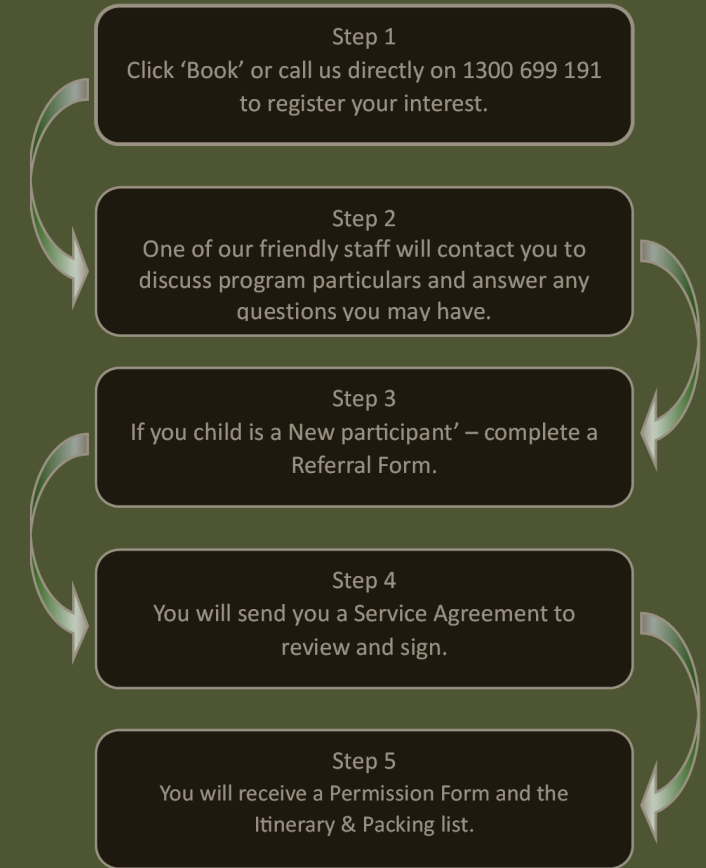 Step 1
Click ‘Book’ or call us directly on 1300 699 191
to register your interest.
Step 2
One of our friendly staff will contact you to
discuss program particulars and answer any
questions you may have.
Step 3
If you child is a New participant’ – complete a
Referral Form.
Step 4
You will send you a Service Agreement to
review and sign.
Step 5
You will receive a Permission Form and the
Itinerary & Packing list.